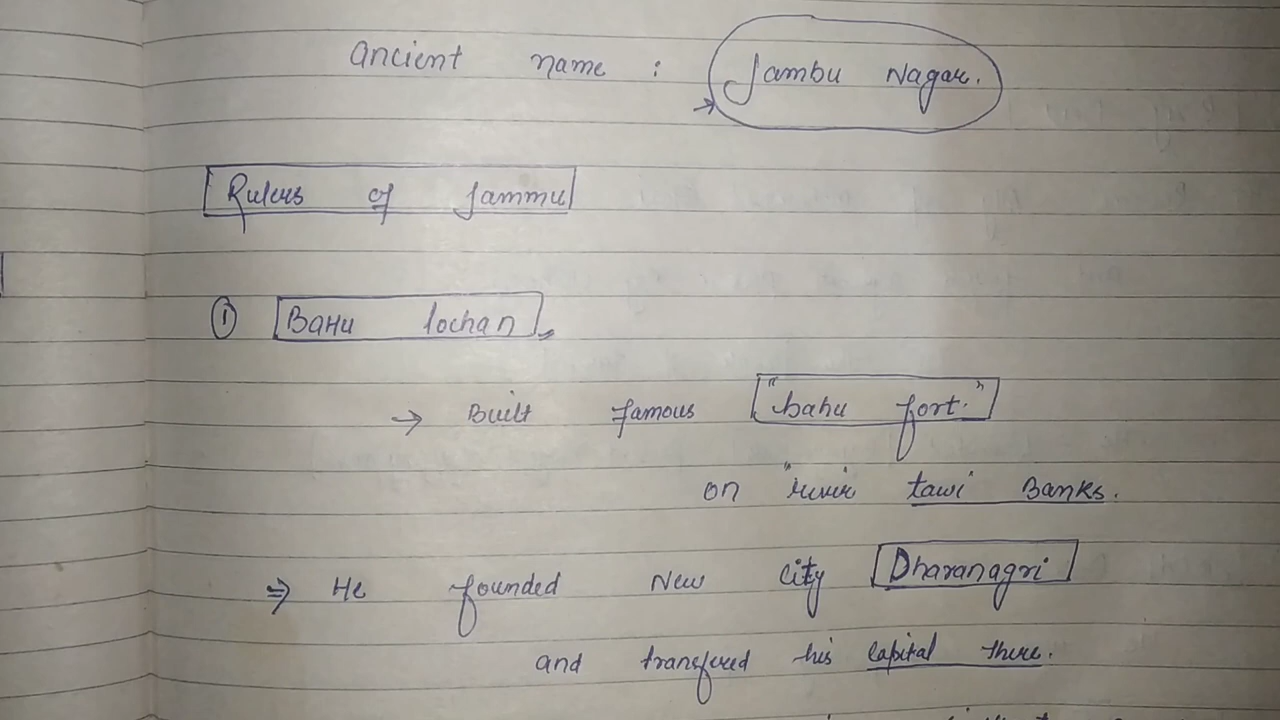 ancient name : Jambu Nagar.
Rulers of Jammu
① BaHu lochan
→ Built famous "bahu fort."
on "river tawi Banks.
⇒ He founded New city Dharanagri
and transfered his capital there.